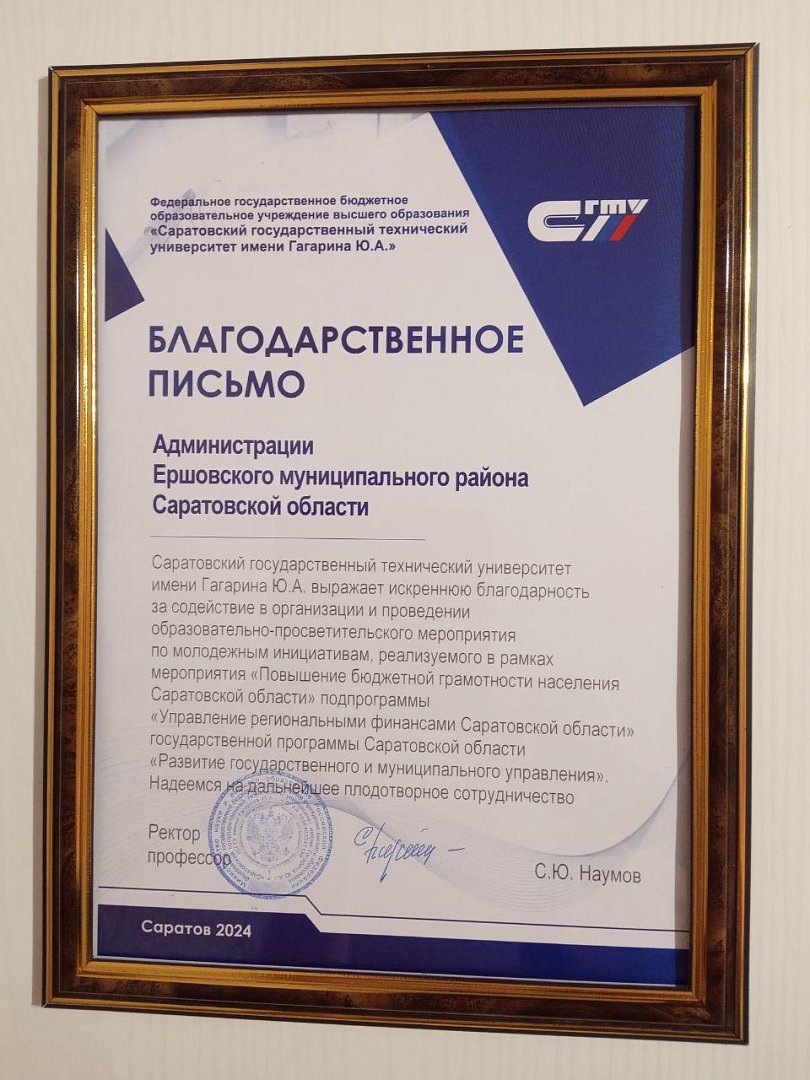 Федеральное государственное бюджетное
образовательное учреждение высшего образования
«Саратовский государственный технический
университет имени Гагарина Ю.А.»
СГТУ
БЛАГОДАРСТВЕННОЕ
ПИСЬМО
Администрации
Ершовского муниципального района
Саратовской области
Саратовский государственный технический университет
имени Гагарина Ю.А. выражает искреннюю благодарность
за содействие в организации и проведении
образовательно-просветительского мероприятия
по молодежным инициативам, реализуемого в рамках
мероприятия «Повышение бюджетной грамотности населения
Саратовской области» подпрограммы
«Управление региональными финансами Саратовской области»
государственной программы Саратовской области
«Развитие государственного и муниципального управления».
Надеемся на дальнейшее плодотворное сотрудничество
Ректор
профессор
С.Ю. Наумов
Саратов 2024